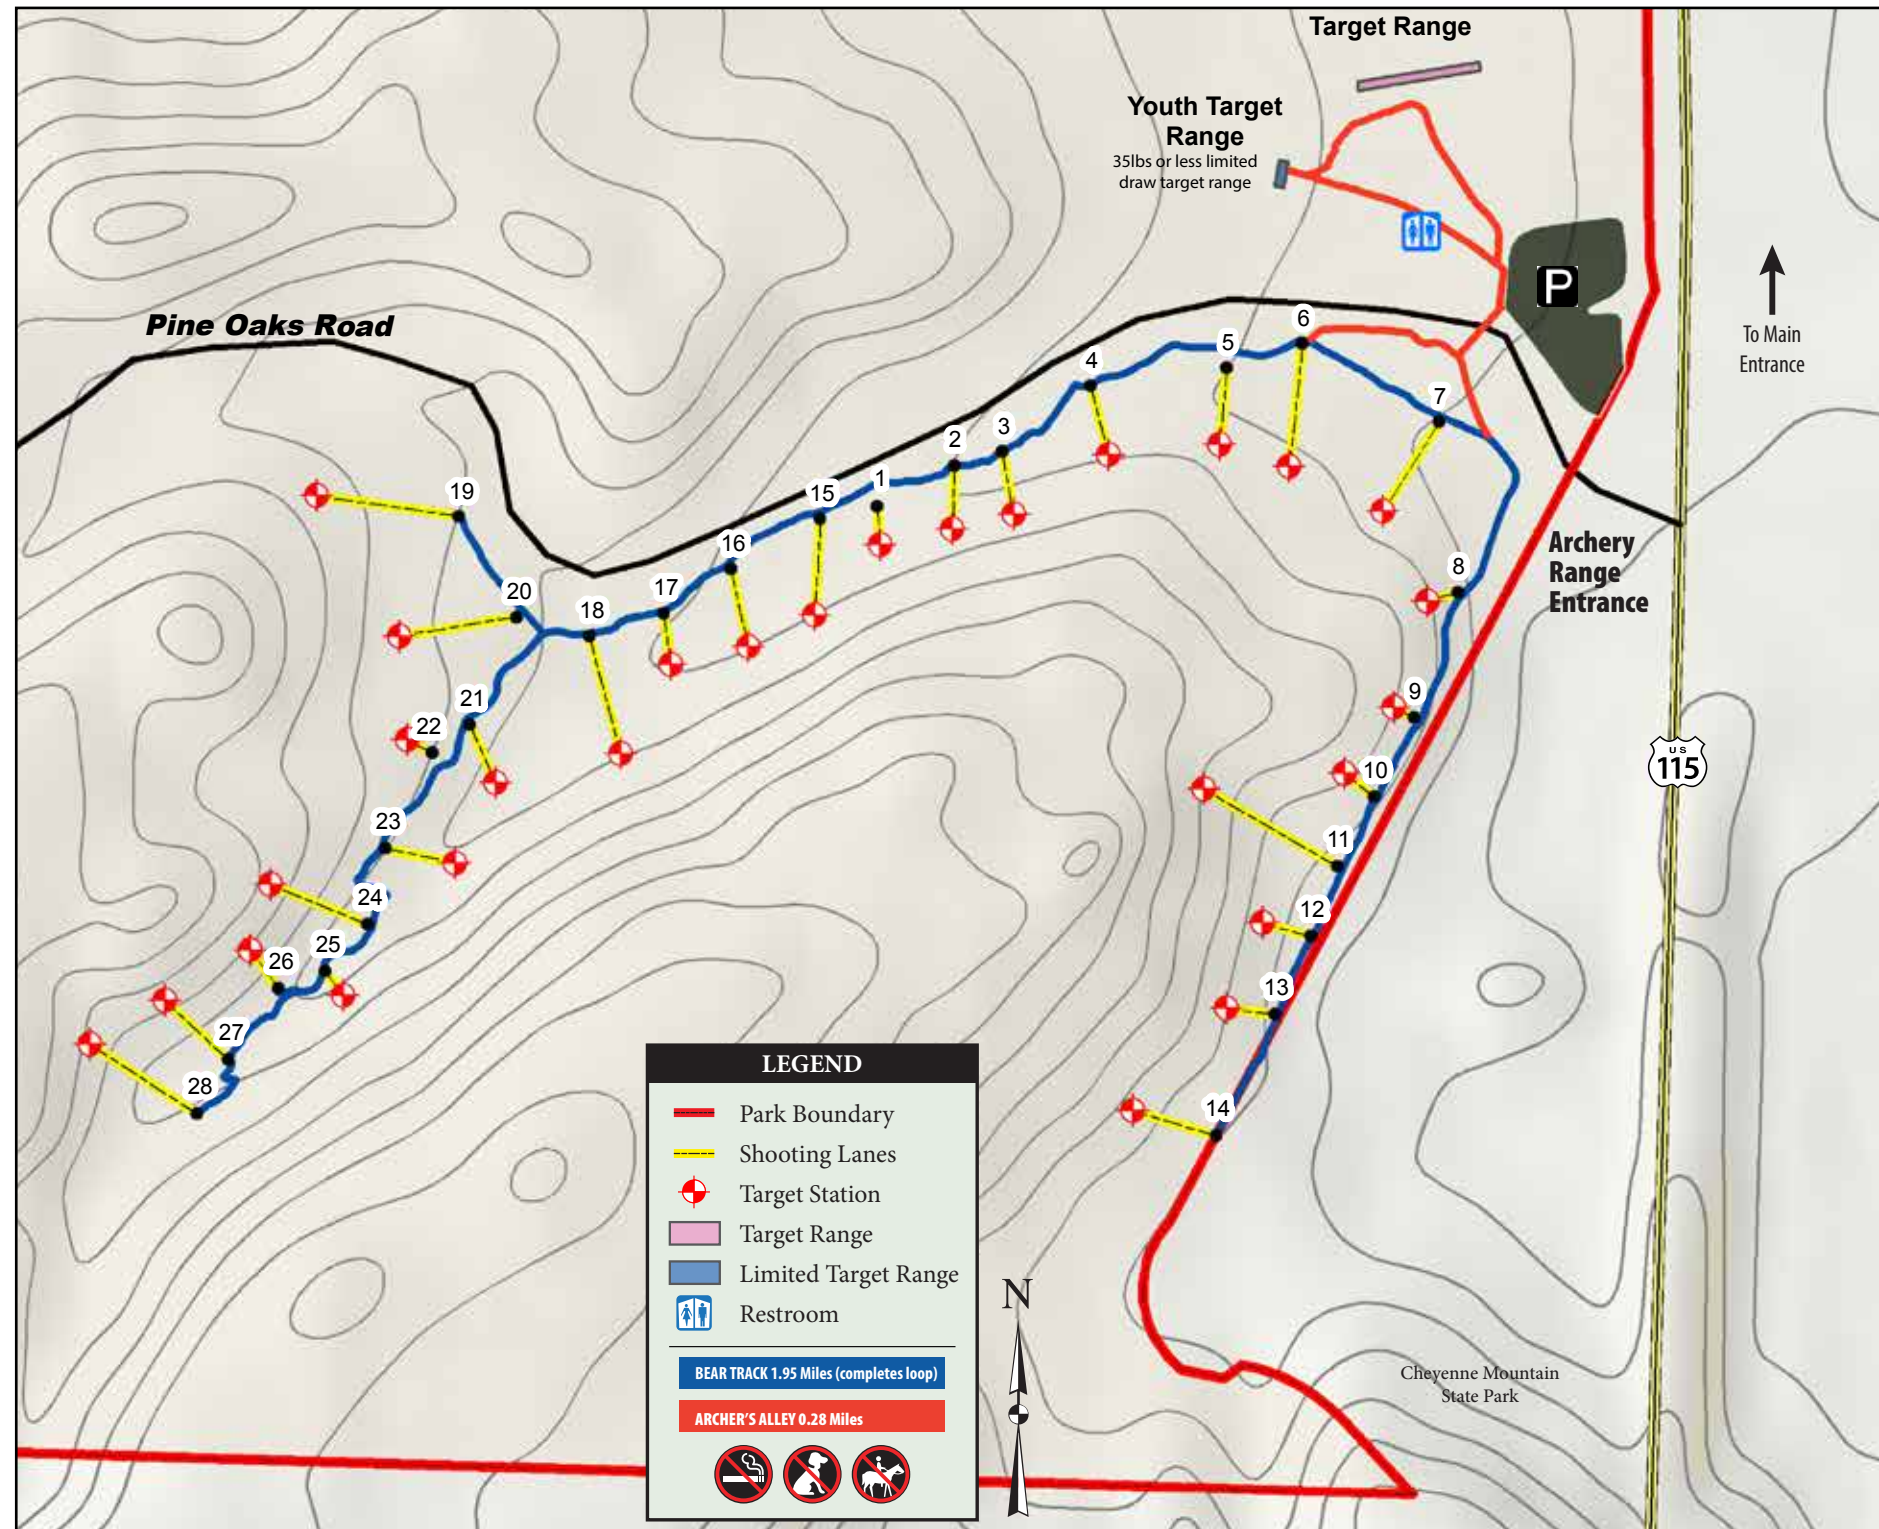 Target Range
Youth Target
Range
35lbs or less limited
draw target range
P
To Main
Entrance
Pine Oaks Road
6
5
4
7
3
2
1
19
15
16
Archery
Range
Entrance
8
20
18
17
21
9
22
US
115
10
23
11
24
12
25
26
13
27
28
14
LEGEND
Park Boundary
Shooting Lanes
Target Station
Target Range
Limited Target Range
Restroom
BEAR TRACK 1.95 Miles (completes loop)
ARCHER'S ALLEY 0.28 Miles
N
Cheyenne Mountain
State Park